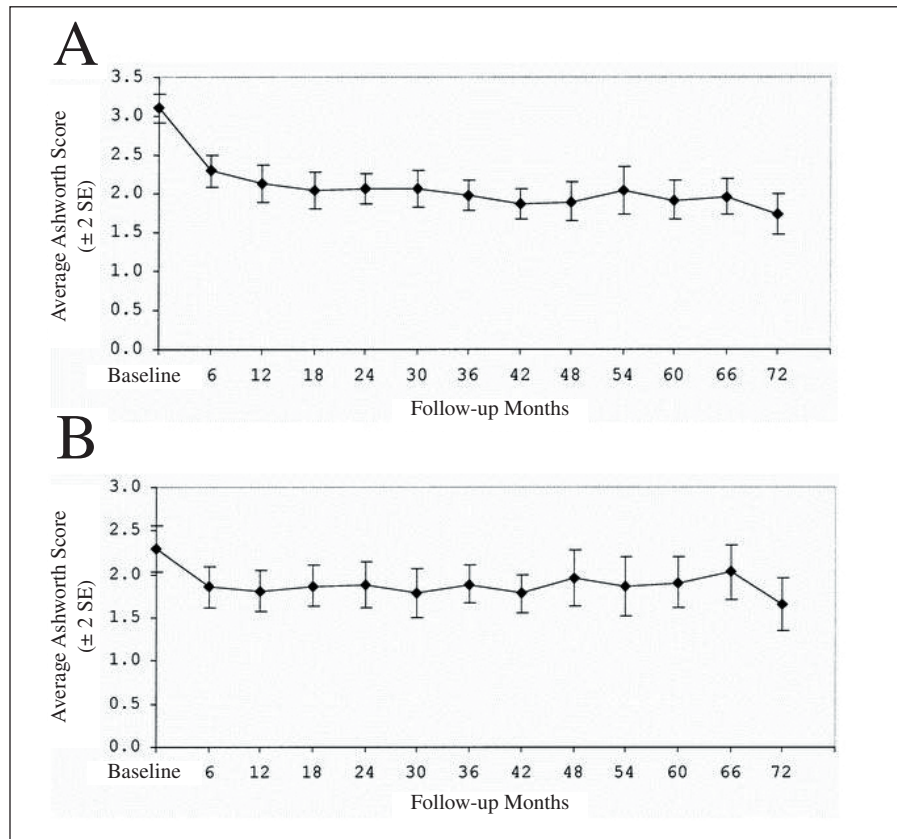 A
3.5
3.0
2.5
2.0
1.5
1.0
0.5
0.0
Average Ashworth Score
(± 2 SE)
Baseline 6 12 18 24 30 36 42 48 54 60 66 72
Follow-up Months
B
3.0
2.5
2.0
1.5
1.0
0.5
0.0
Average Ashworth Score
(± 2 SE)
Baseline 6 12 18 24 30 36 42 48 54 60 66 72
Follow-up Months